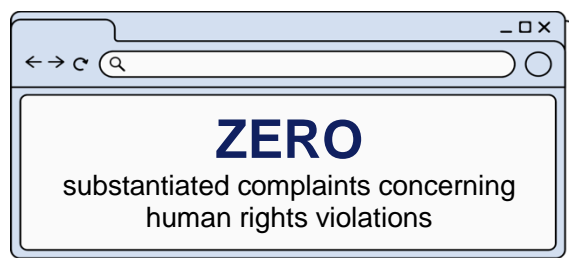 ZERO
substantiated complaints concerning
human rights violations